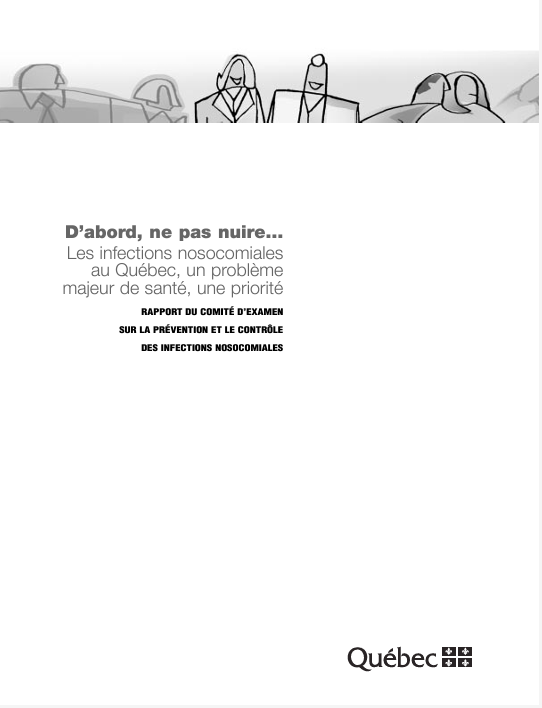 D'abord, ne pas nuire...
Les infections nosocomiales
au Québec, un problème
majeur de santé, une priorité
RAPPORT DU COMITÉ D'EXAMEN
SUR LA PRÉVENTION ET LE CONTRÔLE
DES INFECTIONS NOSOCOMIALES
Québec